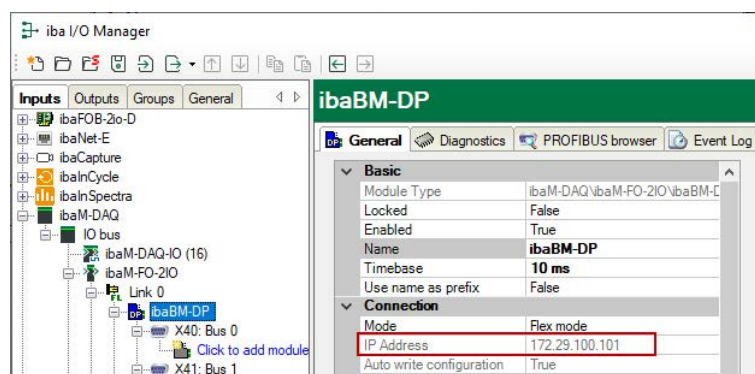 iba I/O Manager
Inputs Outputs Groups General
ibaFOB-2io-D
ibaNet-E
ibaCapture
ibaInCycle
ibaInSpectra
ibaM-DAQ
IO bus
ibaM-DAQ-IO (16)
ibaM-FO-2IO
Link 0
ibaBM-DP
X40: Bus 0
Click to add module
X41: Bus 1
ibaBM-DP
General Diagnostics PROFIBUS browser Event Log
Basic
Module Type ibaM-DAQ\ibaM-FO-2IO\ibaBM-D
Locked False
Enabled True
Name ibaBM-DP
Timebase 10 ms
Use name as prefix False
Connection
Mode Flex mode
IP Address 172.29.100.101
Auto write configuration True